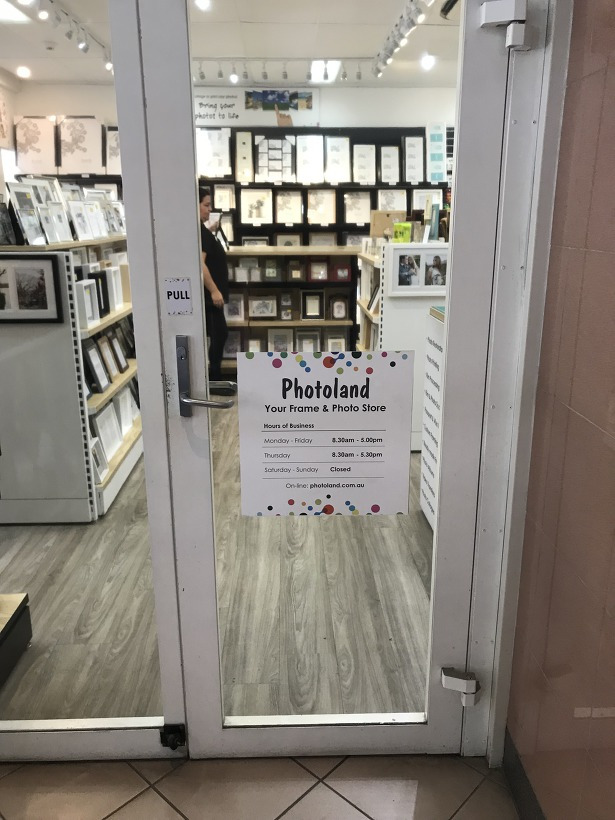 Bring your
photos to life
PULL
Photoland
Your Frame & Photo Store
Hours of Business
Monday - Friday 8.30am - 5.00pm
Thursday 8.30am - 5.30pm
Saturday - Sunday Closed
On-line: photoland.com.au